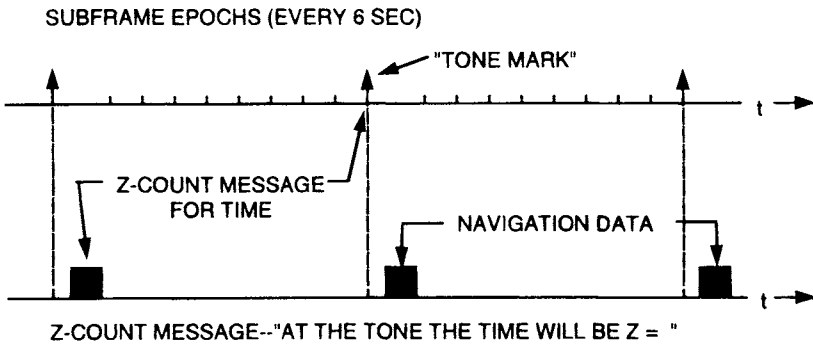 SUBFRAME EPOCHS (EVERY 6 SEC)
"TONE MARK"
t
Z-COUNT MESSAGE
FOR TIME
NAVIGATION DATA
t
Z-COUNT MESSAGE--"AT THE TONE THE TIME WILL BE Z = "